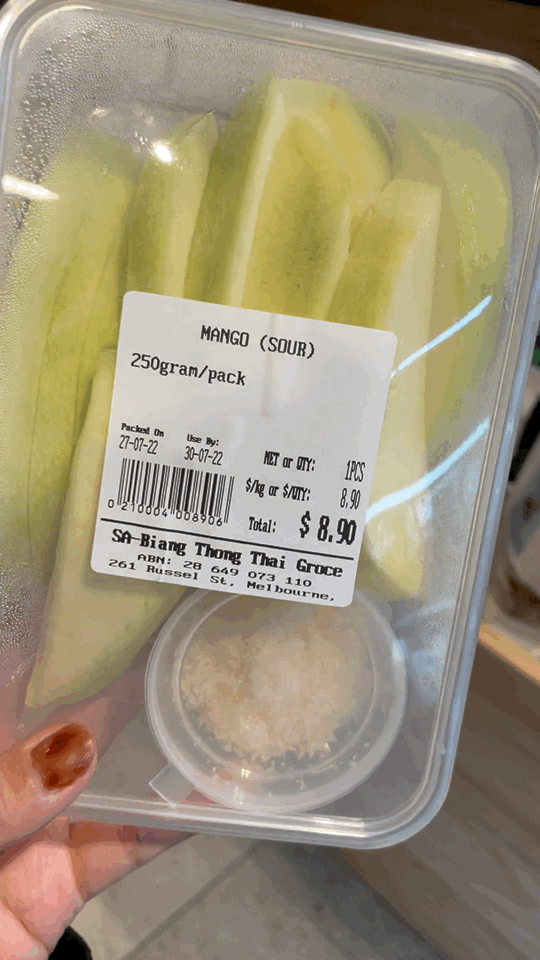 MANGO (SOUR)
250gram/pack
Packed On Use By:
27-07-22 30-07-22
NET or QTY: 1PCS
$/kg or $/QTY: 8.90
Total: $ 8.90
0 210004 008906
SA-Biang Thong Thai Groce
ABN: 28 649 073 110
261 Russel St, Melbourne,